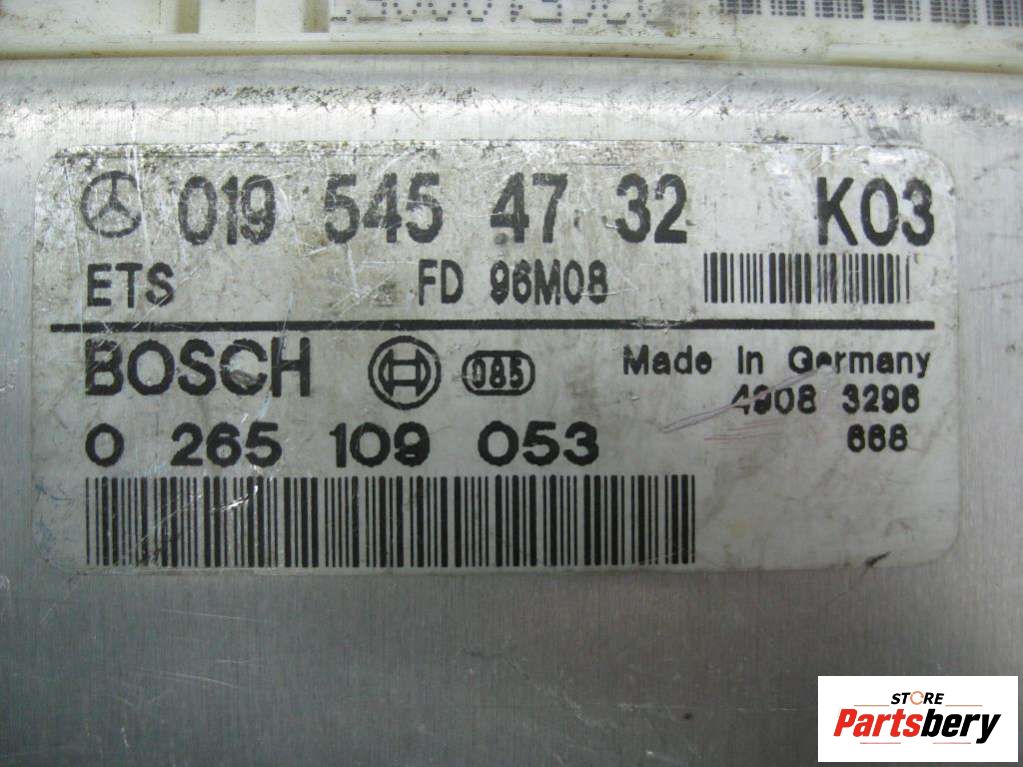 019 545 47 32 K03
ETS FD 96M08
BOSCH 085 Made in Germany
4908 3296
0 265 109 053 668
STORE
Partsbery